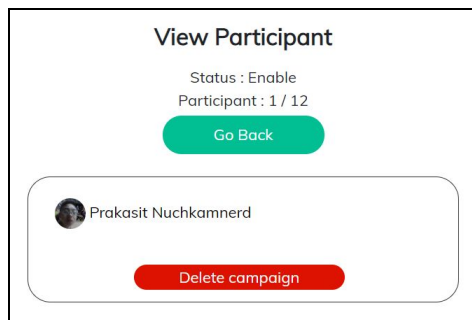 View Participant
Status : Enable
Participant : 1 / 12
Go Back
Prakasit Nuchkamnerd
Delete campaign